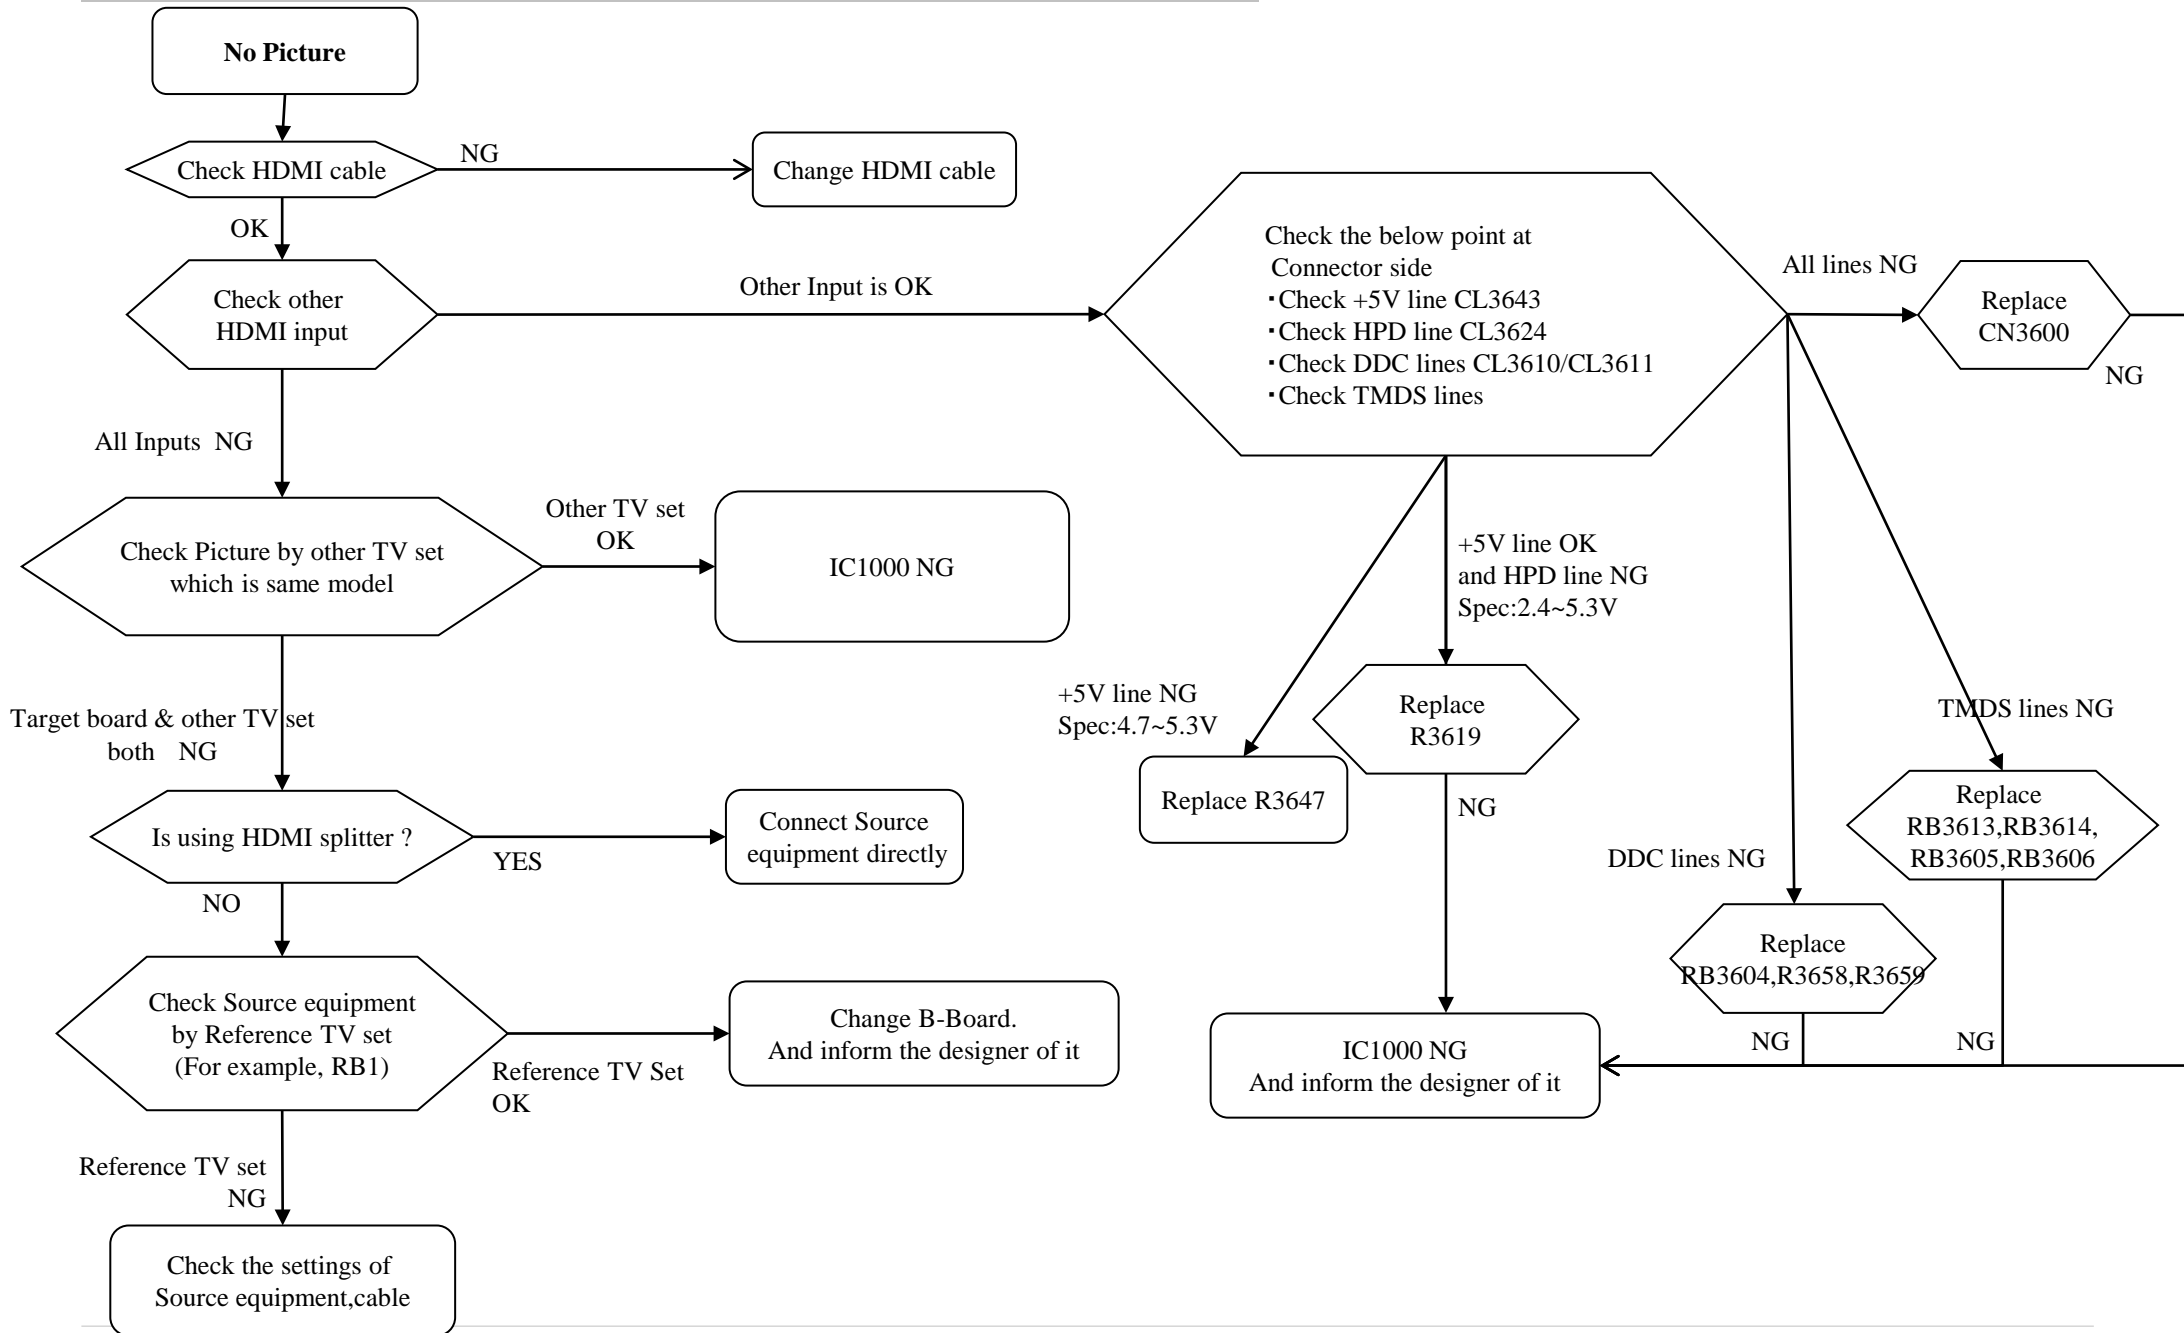 No Picture
Check HDMI cable
NG
Change HDMI cable
OK
Check other
HDMI input
Other Input is OK
Check the below point at
Connector side
・Check +5V line CL3643
・Check HPD line CL3624
・Check DDC lines CL3610/CL3611
・Check TMDS lines
All lines NG
Replace
CN3600
NG
All Inputs  NG
Check Picture by other TV set
which is same model
Other TV set
OK
IC1000 NG
+5V line OK
and HPD line NG
Spec:2.4~5.3V
+5V line NG
Spec:4.7~5.3V
Replace
R3619
Replace R3647
NG
TMDS lines NG
Replace
RB3613,RB3614,
RB3605,RB3606
DDC lines NG
Replace
RB3604,R3658,R3659
NG
NG
Target board & other TV set
both   NG
Is using HDMI splitter ?
YES
Connect Source
equipment directly
NO
Check Source equipment
by Reference TV set
(For example, RB1)
Reference TV Set
OK
Change B-Board.
And inform the designer of it
IC1000 NG
And inform the designer of it
Reference TV set
NG
Check the settings of
Source equipment,cable